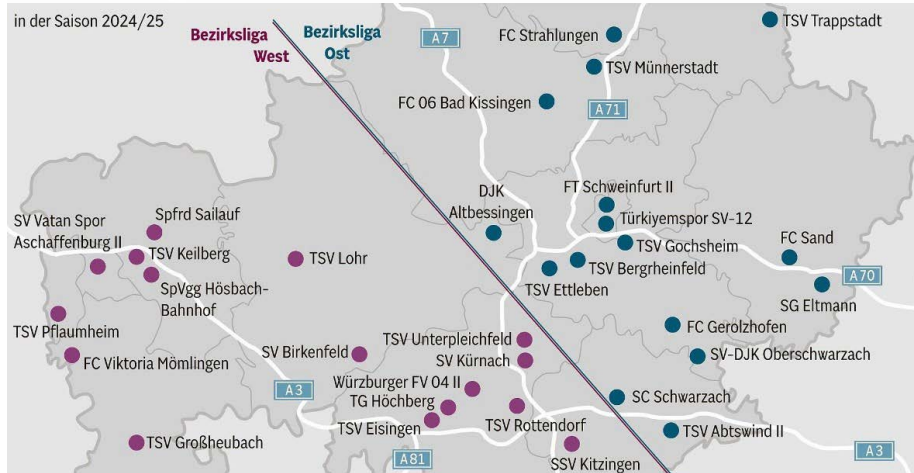 in der Saison 2024/25
Bezirksliga
West
Bezirksliga
Ost
A7
FC Strahlungen
TSV Trappstadt
TSV Münnerstadt
FC 06 Bad Kissingen
A71
DJK
Altbessingen
FT Schweinfurt II
Türkiyemspor SV-12
TSV Gochsheim
FC Sand
TSV Bergrheinfeld
TSV Ettleben
A70
SG Eltmann
SV Vatan Spor
Aschaffenburg II
Spfrd Sailauf
TSV Keilberg
SpVgg Hösbach-
Bahnhof
TSV Lohr
TSV Pflaumheim
FC Viktoria Mömlingen
SV Birkenfeld
TSV Unterpleichfeld
SV Kürnach
FC Gerolzhofen
SV-DJK Oberschwarzach
A3
Würzburger FV 04 II
TG Höchberg
TSV Eisingen
TSV Rottendorf
SC Schwarzach
TSV Großheubach
A81
SSV Kitzingen
TSV Abtswind II
A3